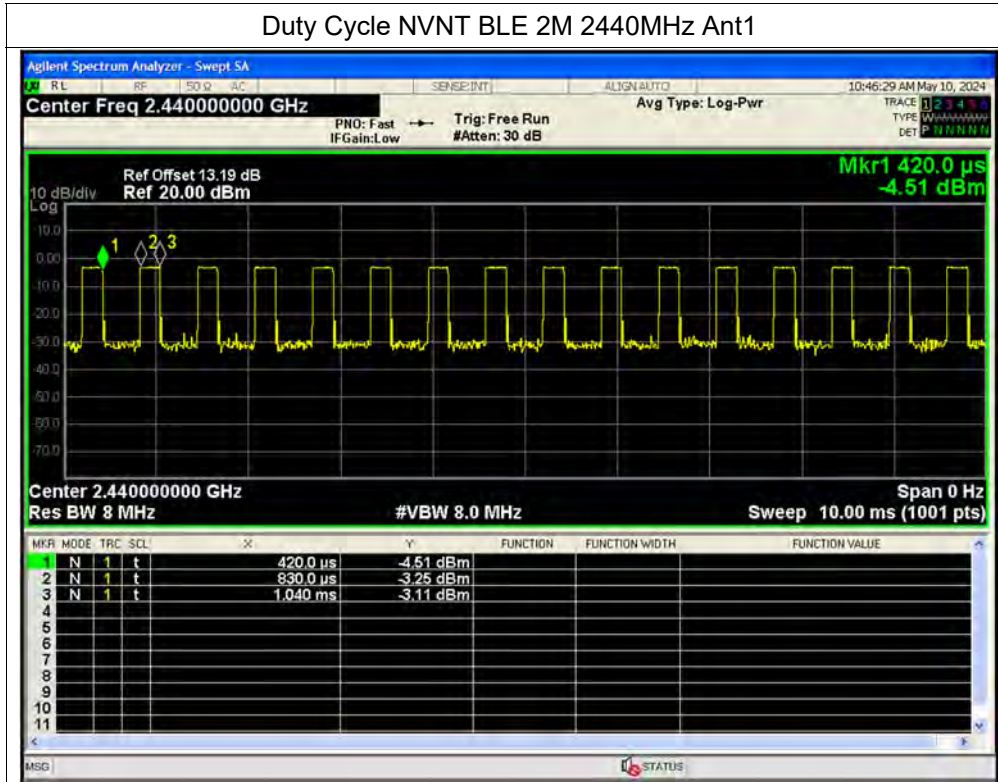 Duty Cycle NVNT BLE 2M 2440MHz Ant1
Agilent Spectrum Analyzer - Swept SA
RL RF 50 Ω AC SENSE:INT ALIGN AUTO 10:46:29 AM May 10, 2024
Center Freq 2.440000000 GHz Avg Type: Log-Pwr TRACE 1 2 3 4 5 6
PNO: Fast Trig: Free Run TYPE W
IFGain:Low #Atten: 30 dB DET P N N N N N
Mkr1 420.0 µs
-4.51 dBm
Ref Offset 13.19 dB
10 dB/div Ref 20.00 dBm
Log
10.0
0.00
-10.0
-20.0
-30.0
-40.0
-50.0
-60.0
-70.0
1 2 3
Center 2.440000000 GHz Span 0 Hz
Res BW 8 MHz #VBW 8.0 MHz Sweep 10.00 ms (1001 pts)
MKR MODE TRC SCL X Y FUNCTION FUNCTION WIDTH FUNCTION VALUE
1 N 1 t 420.0 µs -4.51 dBm
2 N 1 t 830.0 µs -3.25 dBm
3 N 1 t 1.040 ms -3.11 dBm
4
5
6
7
8
9
10
11
MSG STATUS